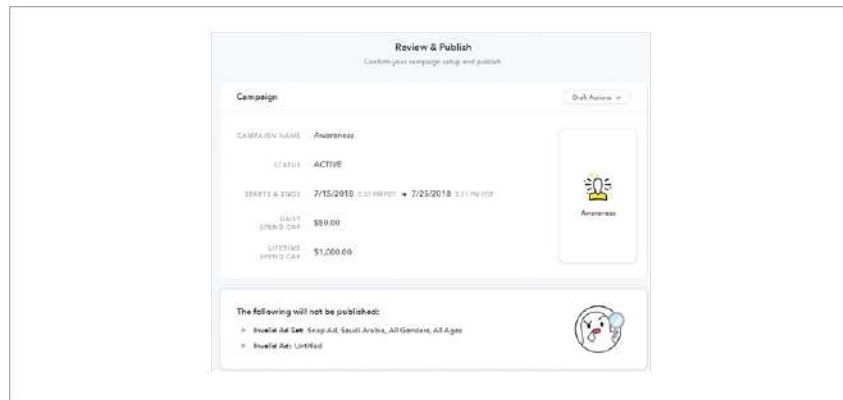 Review & Publish
Confirm your campaign setup and publish
Campaign
Draft Actions
CAMPAIGN NAME Awareness
STATUS ACTIVE
STARTS & ENDS 7/15/2018 7/25/2018
DAILY
SPEND CAP $50.00
LIFETIME
SPEND CAP $1,000.00
Awareness
The following will not be published:
Invalid Ad Set: Snap Ad, Saudi Arabia, All Genders, All Ages
Invalid Ad: Untitled